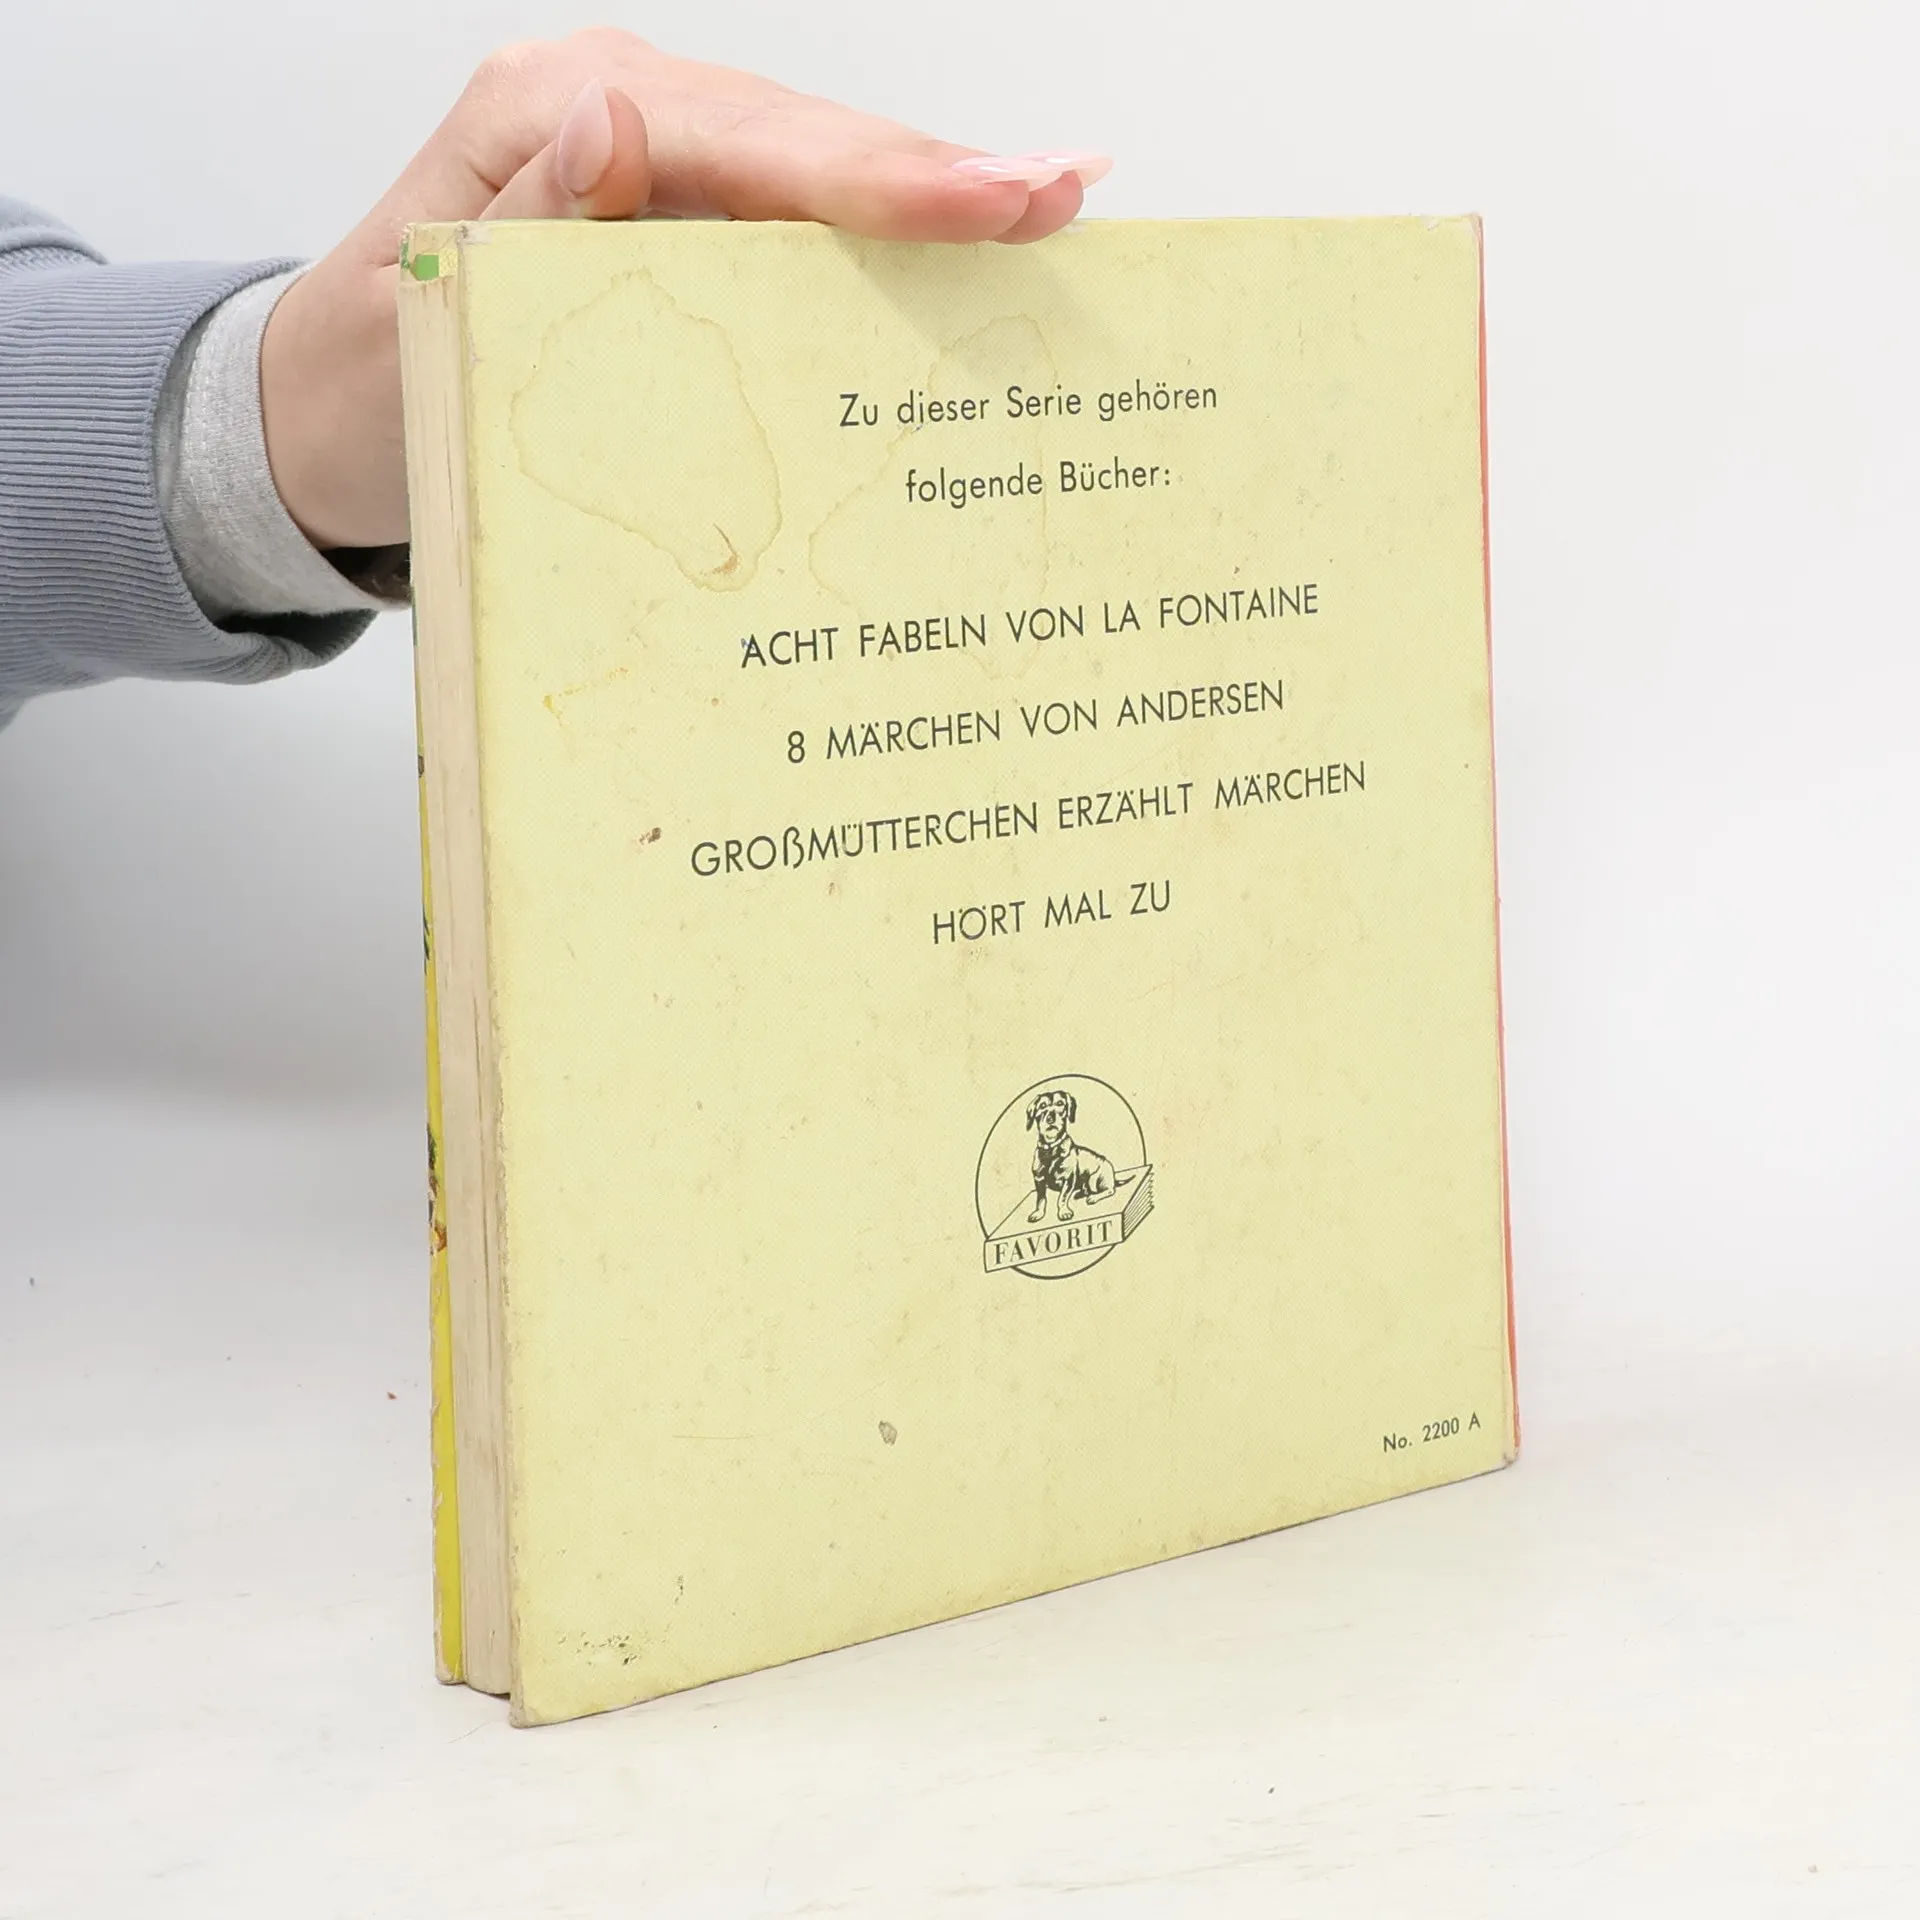 Zu dieser Serie gehören
folgende Bücher:
ACHT FABELN VON LA FONTAINE
8 MÄRCHEN VON ANDERSEN
GROßMÜTTERCHEN ERZÄHLT MÄRCHEN
HÖRT MAL ZU
FAVORIT
No. 2200 A